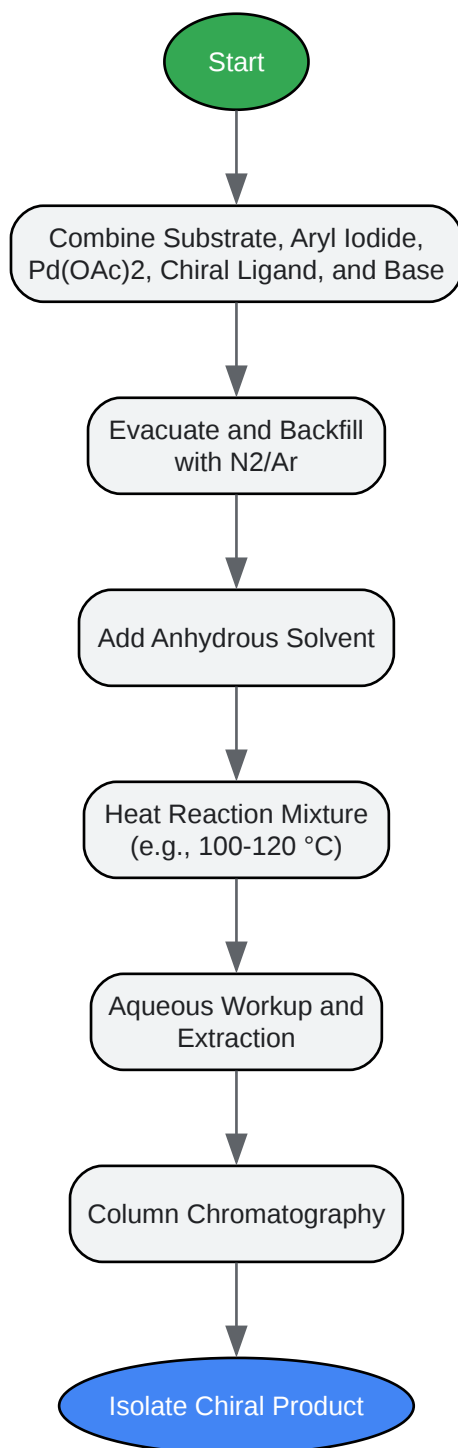 Start
Combine Substrate, Aryl Iodide,
Pd(OAc)2, Chiral Ligand, and Base
Evacuate and Backfill
with N2/Ar
Add Anhydrous Solvent
Heat Reaction Mixture
(e.g., 100-120 °C)
Aqueous Workup and
Extraction
Column Chromatography
Isolate Chiral Product